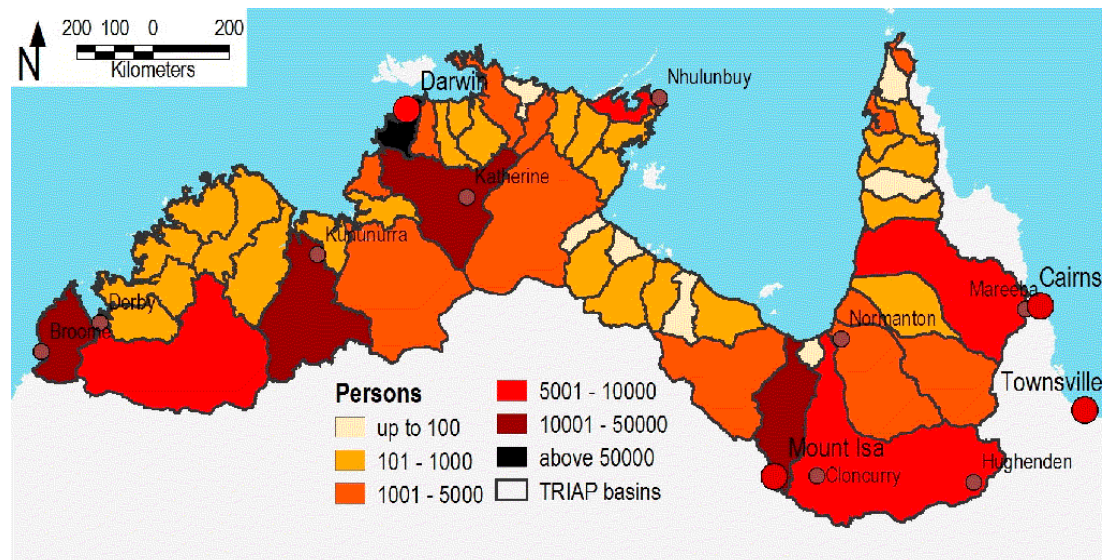 200 100 0 200
Kilometers
N
Darwin
Nhulunbuy
Katherine
Kununurra
Derby
Broome
Cairns
Mareeba
Normanton
Townsville
Mount Isa
Cloncurry
Hughenden
Persons
up to 100
101 - 1000
1001 - 5000
5001 - 10000
10001 - 50000
above 50000
TRIAP basins